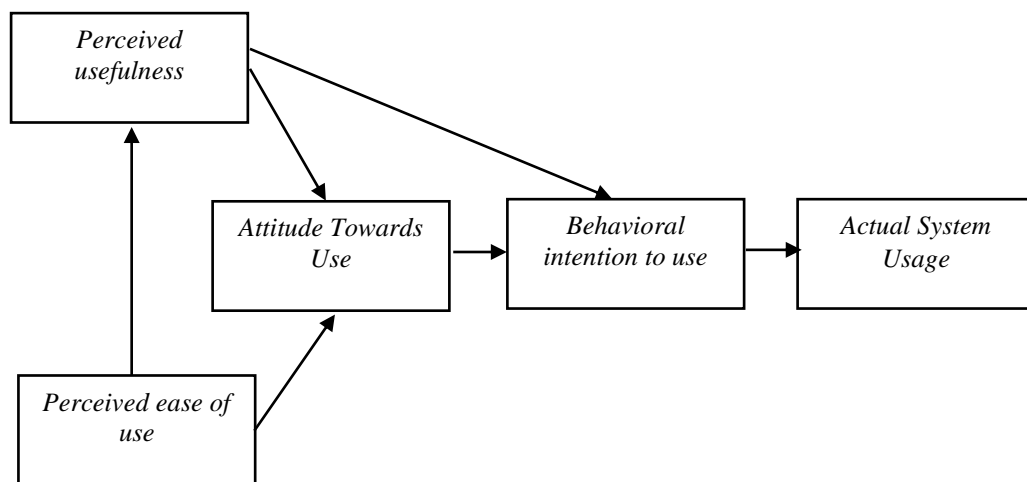 Perceived
usefulness
Attitude Towards
Use
Behavioral
intention to use
Actual System
Usage
Perceived ease of
use